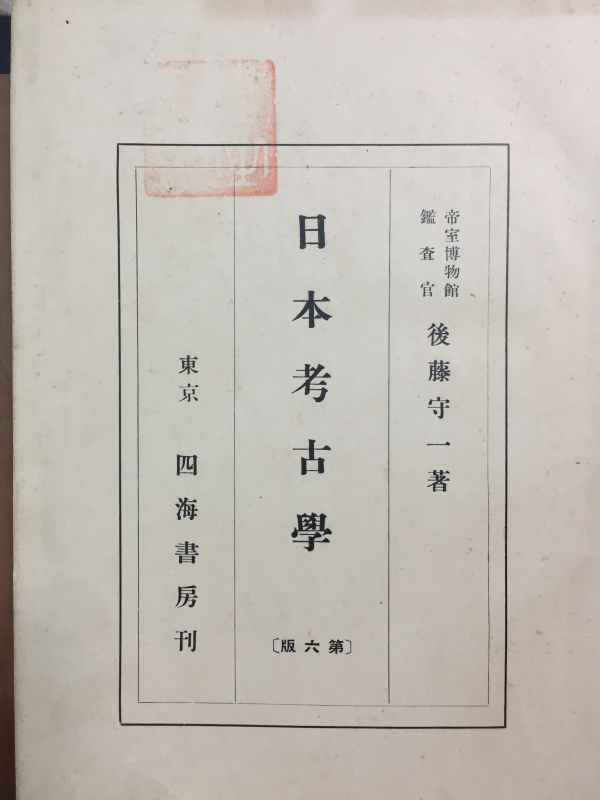 帝室博物館
鑑査官
後藤守一著
日本考古學
〔第六版〕
東京 四海書房刊